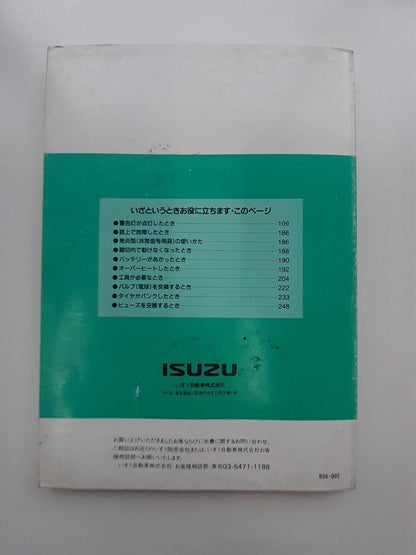 いざというときお役に立ちます・このページ
●警告灯が点灯したとき 109
●路上で故障したとき 186
●発炎筒(非常信号用具)の使いかた 186
●踏切内で動けなくなったとき 188
●バッテリーがあがったとき 190
●オーバーヒートしたとき 192
●工具が必要なとき 204
●バルブ(電球)を交換するとき 222
●タイヤがパンクしたとき 233
●ヒューズを交換するとき 248
ISUZU
いすゞ自動車株式会社
お買い上げいただきましたお車ならびに本書に関するお問い合わせ、
ご相談はお近くのいすゞ販売会社または、いすゞ自動車株式会社お客
様相談部へお願いいたします。
いすゞ自動車株式会社 お客様相談部 東京03-5471-1188
856-007